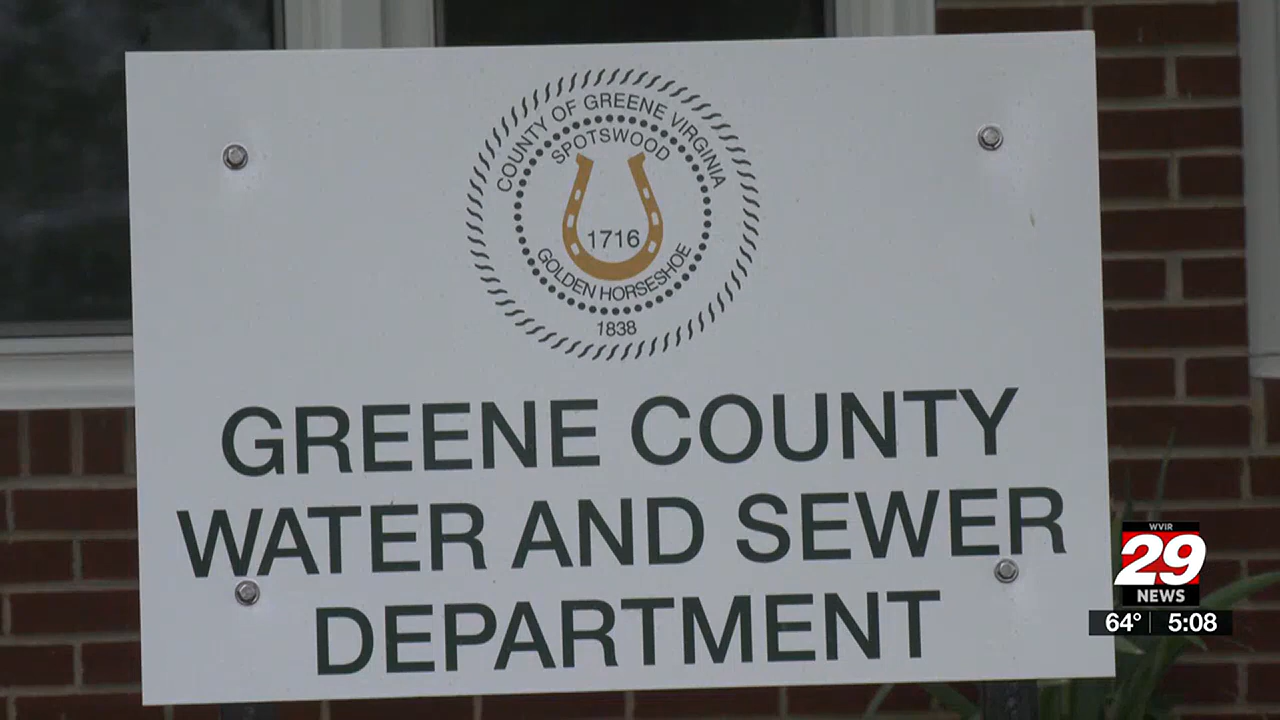 COUNTY OF GREENE VIRGINIA
SPOTSWOOD
1716
GOLDEN HORSESHOE
1838
GREENE COUNTY
WATER AND SEWER
DEPARTMENT
WVIR
29
NEWS
64° 5:08